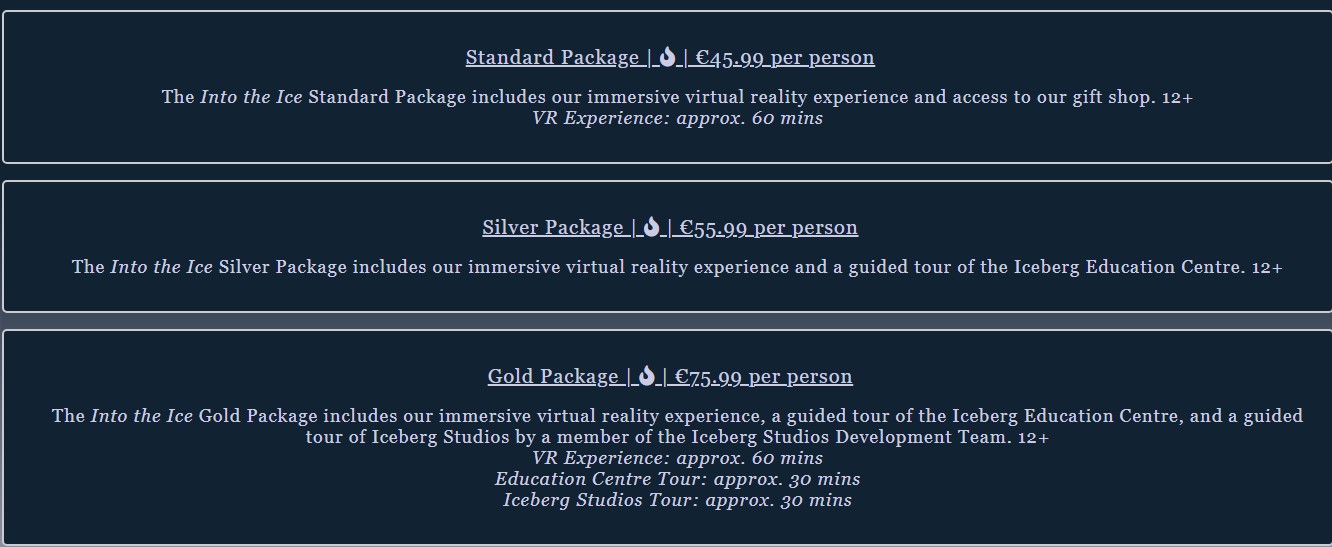 Standard Package | | €45.99 per person
The Into the Ice Standard Package includes our immersive virtual reality experience and access to our gift shop. 12+
VR Experience: approx. 60 mins
Silver Package | | €55.99 per person
The Into the Ice Silver Package includes our immersive virtual reality experience and a guided tour of the Iceberg Education Centre. 12+
Gold Package | | €75.99 per person
The Into the Ice Gold Package includes our immersive virtual reality experience, a guided tour of the Iceberg Education Centre, and a guided
tour of Iceberg Studios by a member of the Iceberg Studios Development Team. 12+
VR Experience: approx. 60 mins
Education Centre Tour: approx. 30 mins
Iceberg Studios Tour: approx. 30 mins